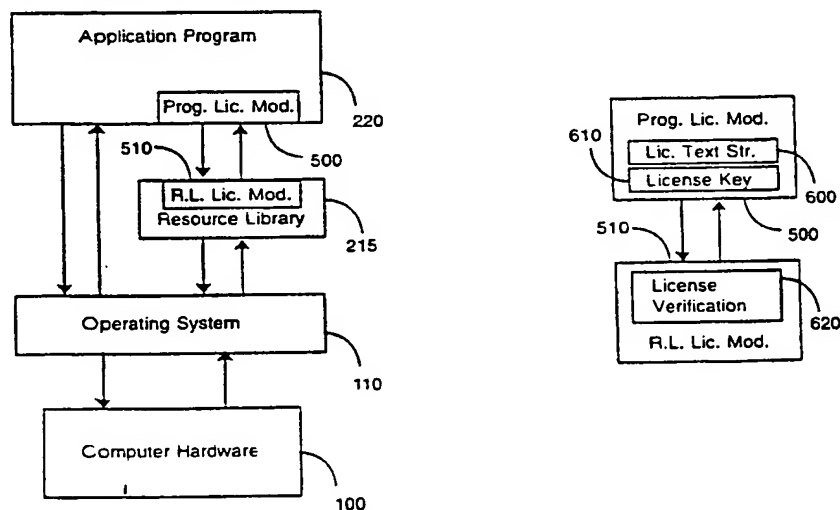 Application Program
Prog. Lic. Mod.
220
510
500
R.L. Lic. Mod.
Resource Library
215
Operating System
110
Computer Hardware
100
Prog. Lic. Mod.
610
Lic. Text Str.
License Key
600
510
500
License
Verification
620
R.L. Lic. Mod.